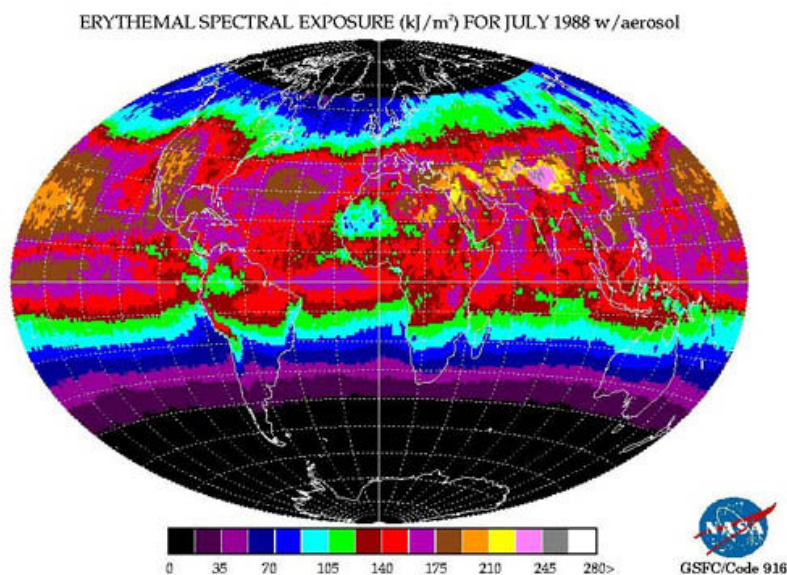 ERYTHEMAL SPECTRAL EXPOSURE (kJ/m²) FOR JULY 1988 w/aerosol
0 35 70 105 140 175 210 245 280>
NASA
GSFC/Code 916